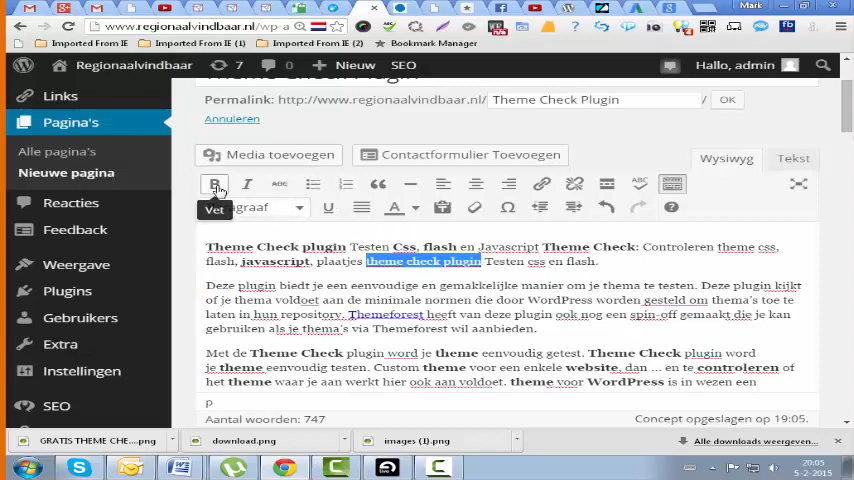 Mark
www.regionaalvindbaar.nl/wp-a
Imported From IE
Imported From IE (1)
Imported From IE (2)
Bookmark Manager
Regionaalvindbaar
7
0
Nieuw
SEO
Hallo, admin
Links
Permalink: http://www.regionaalvindbaar.nl/ Theme Check Plugin / OK
Pagina's
Annuleren
Alle pagina's
Nieuwe pagina
Media toevoegen
Contactformulier Toevoegen
Wysiwyg
Tekst
B I ABC
Reacties
Vet
agraaf
U A Ω
Feedback
Weergave
Plugins
Gebruikers
Extra
Instellingen
SEO
Theme Check plugin Testen Css, flash en Javascript Theme Check: Controleren theme css,
flash, javascript, plaatjes theme check plugin Testen css en flash.
Deze plugin biedt je een eenvoudige en gemakkelijke manier om je thema te testen. Deze plugin kijkt
of je thema voldoet aan de minimale normen die door WordPress worden gesteld om thema's toe te
laten in hun repository. Themeforest heeft van deze plugin ook nog een spin-off gemaakt die je kan
gebruiken als je thema's via Themeforest wil aanbieden.
Met de Theme Check plugin word je theme eenvoudig getest. Theme Check plugin word
je theme eenvoudig testen. Custom theme voor een enkele website, dan ... en te controleren of
het theme waar je aan werkt hier ook aan voldoet. theme voor WordPress is in wezen een
p
Aantal woorden: 747
Concept opgeslagen op 19:05.
GRATIS THEME CHE....png
download.png
images (1).png
Alle downloads weergeven...
20:05
5-2-2015